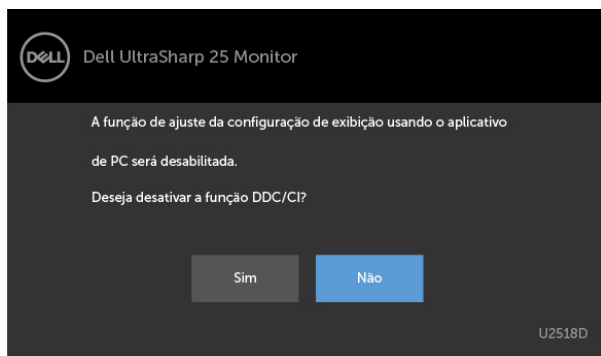 DELL Dell UltraSharp 25 Monitor
A função de ajuste da configuração de exibição usando o aplicativo
de PC será desabilitada.
Deseja desativar a função DDC/CI?
Sim Não
U2518D